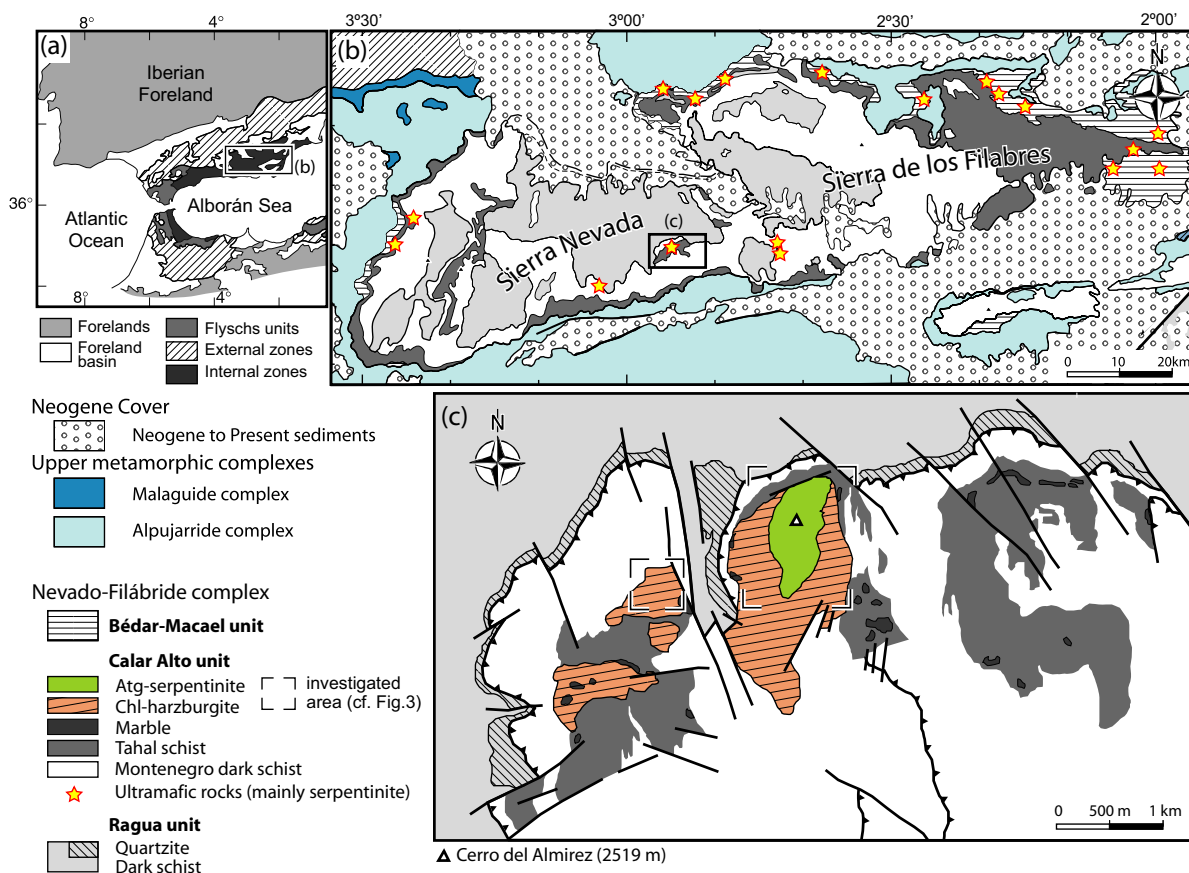 8°
4°
(a)
Iberian
Foreland
(b)
36°
Atlantic
Ocean
Alborán Sea
8°
4°
Forelands
Foreland
basin
Flyschs units
External zones
Internal zones
3°30'
3°00'
2°30'
2°00'
(b)
N
Sierra de los Filabres
Sierra Nevada
(c)
0 10 20km
Neogene Cover
Neogene to Present sediments
Upper metamorphic complexes
Malaguide complex
Alpujarride complex
Nevado-Filábride complex
Bédar-Macael unit
Calar Alto unit
Atg-serpentinite
Chl-harzburgite
Marble
Tahal schist
Montenegro dark schist
Ultramafic rocks (mainly serpentinite)
investigated
area (cf. Fig.3)
Ragua unit
Quartzite
Dark schist
(c)
N
0 500 m 1 km
Cerro del Almirez (2519 m)